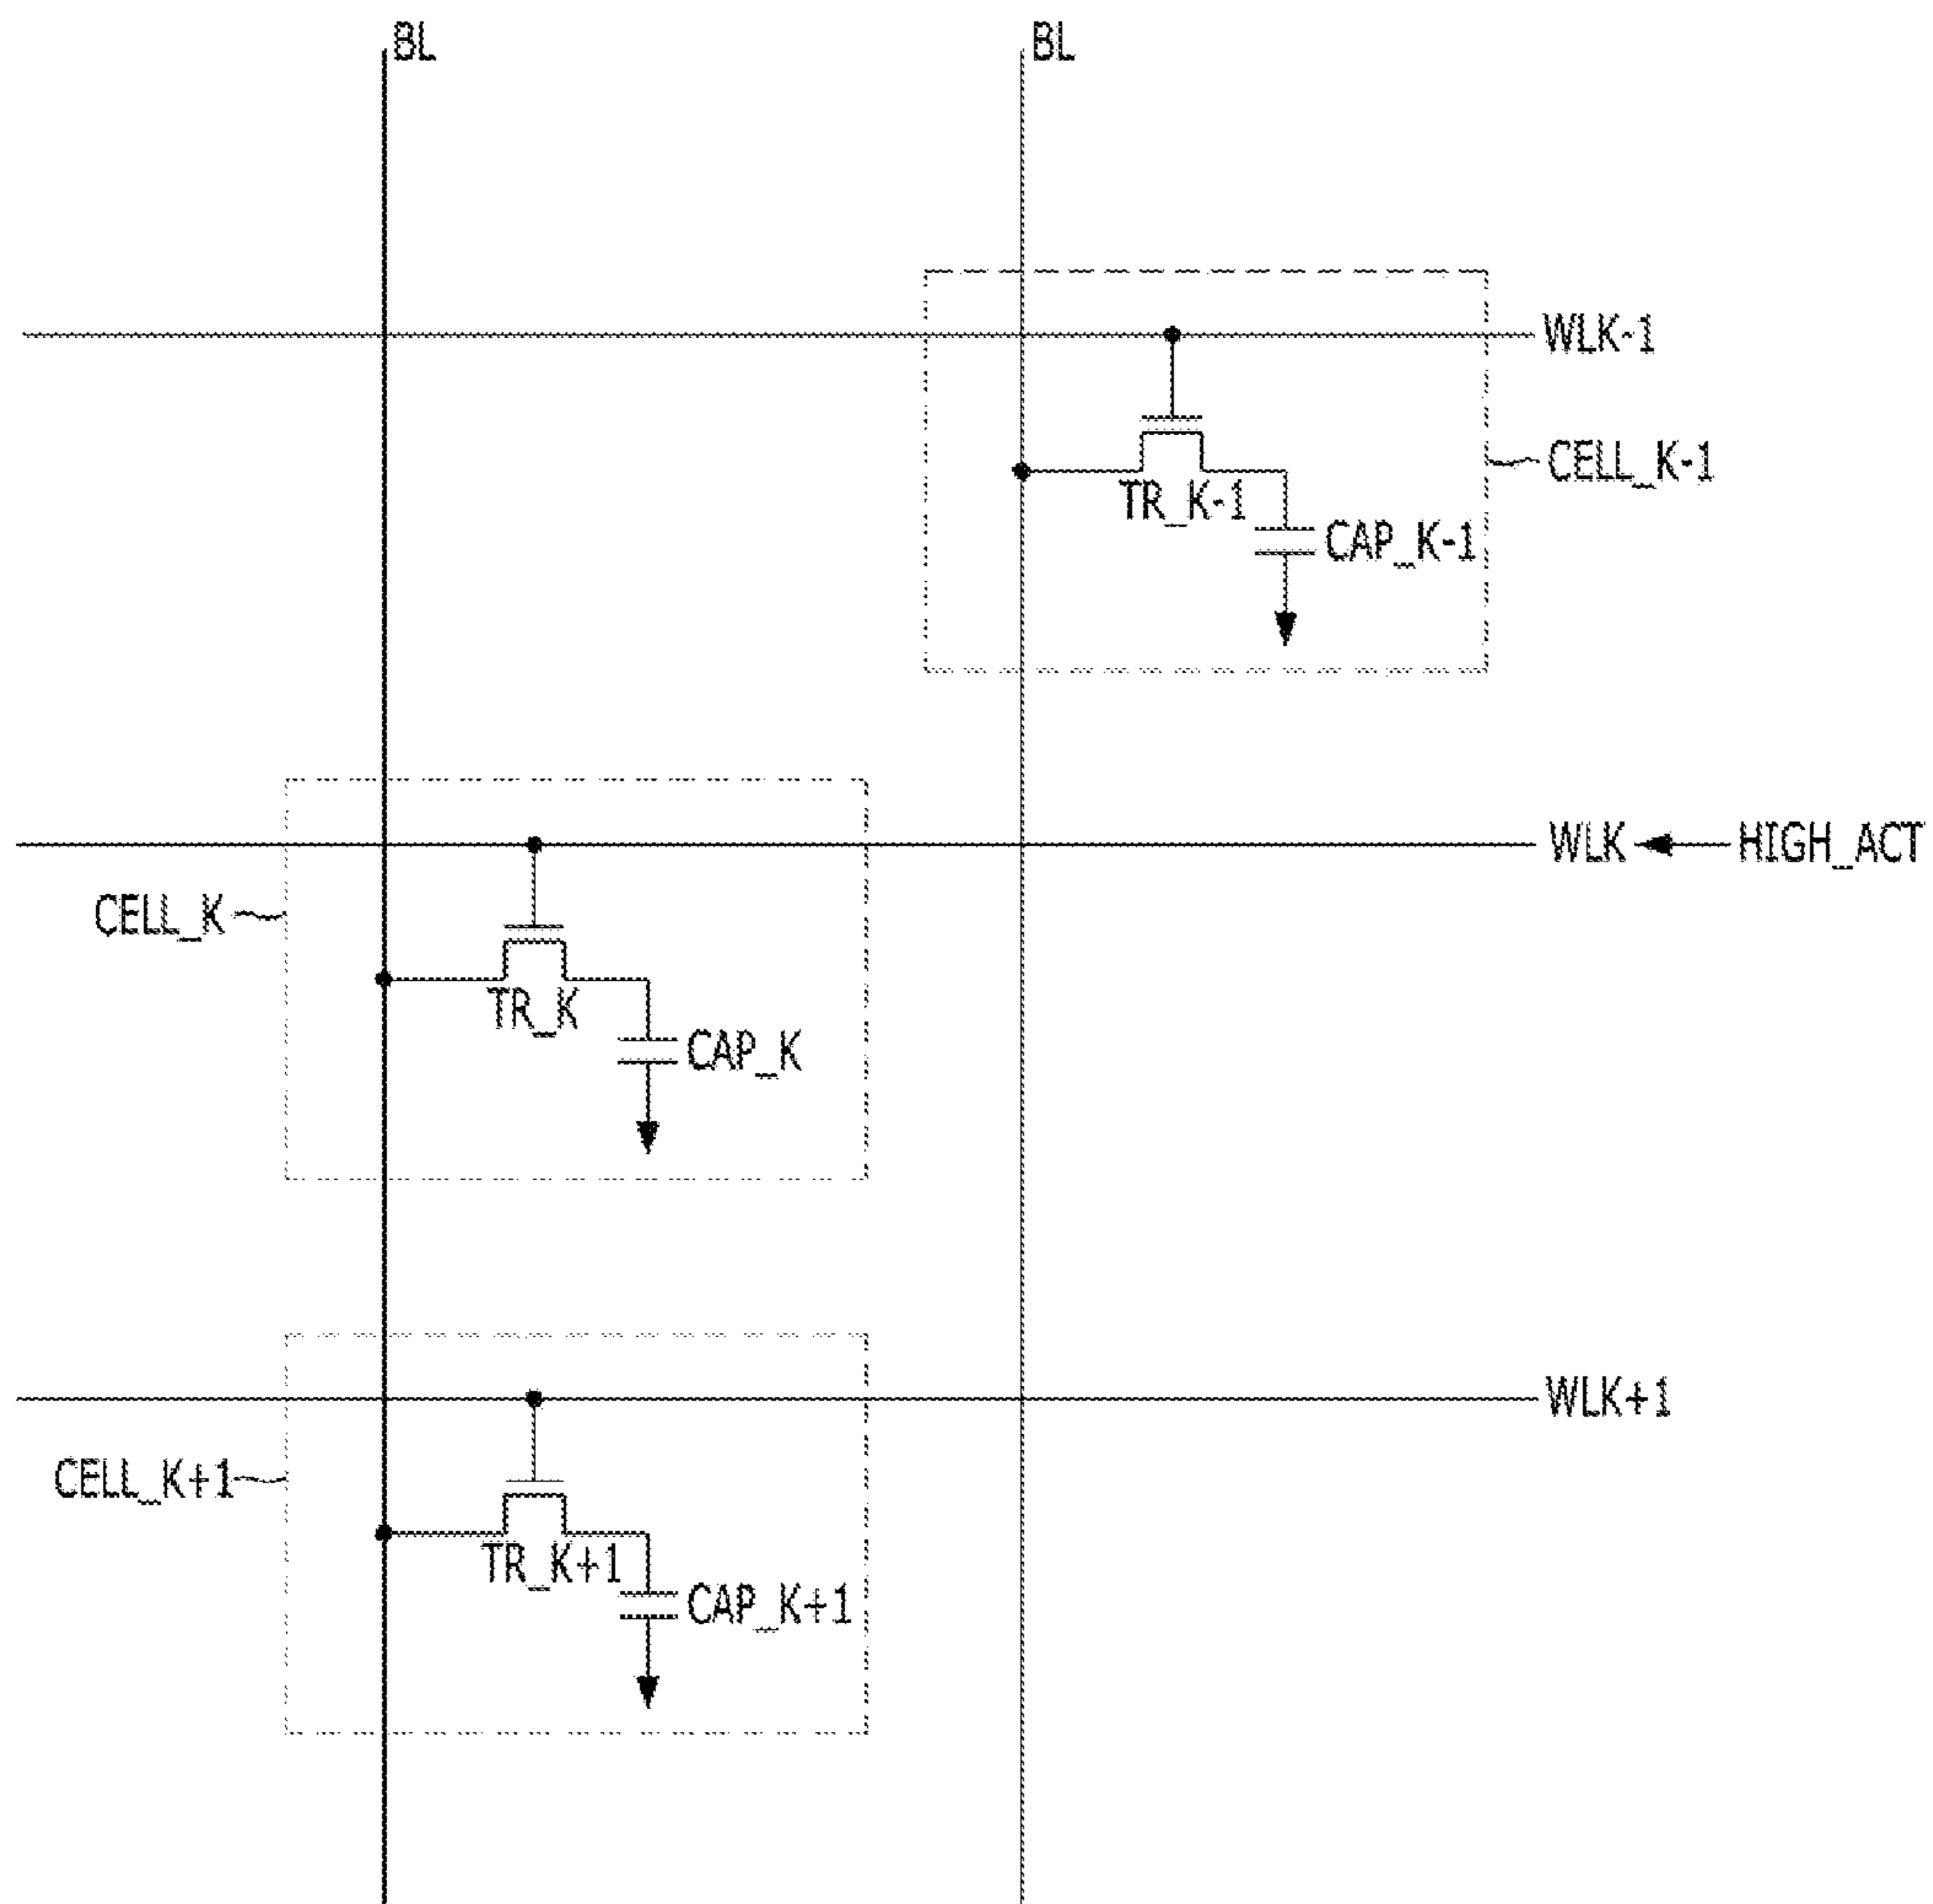 BL
BL
WLK-1
CELL_K-1
TR_K-1
CAP_K-1
WLK
HIGH_ACT
CELL_K
TR_K
CAP_K
WLK+1
CELL_K+1
TR_K+1
CAP_K+1